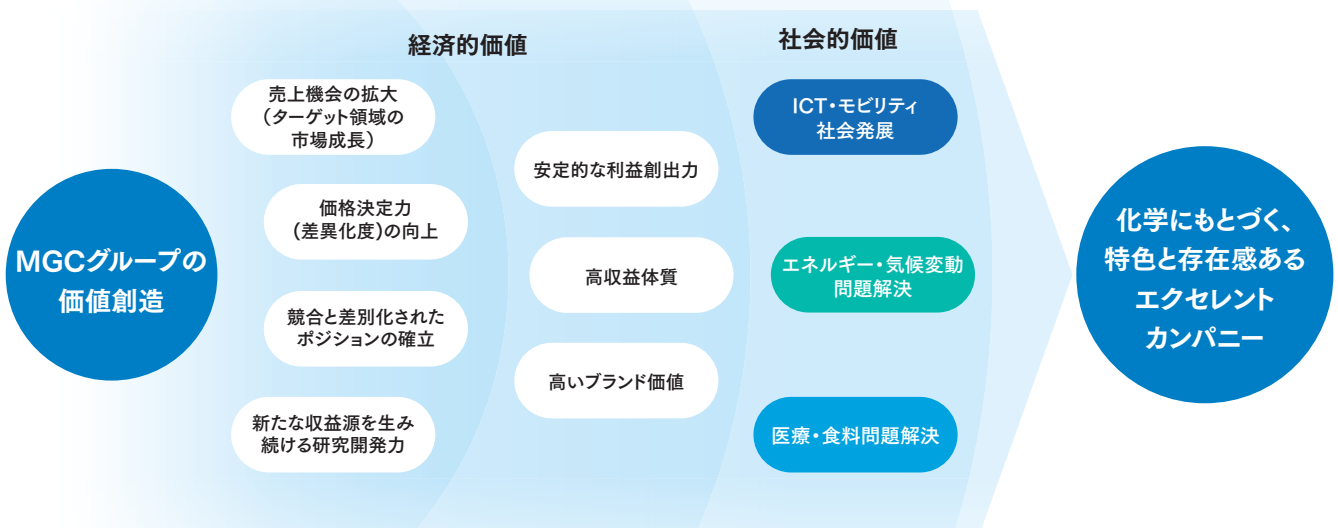 経済的価値
社会的価値
MGCグループの
価値創造
売上機会の拡大
(ターゲット領域の
市場成長)
価格決定力
(差異化度)の向上
競合と差別化された
ポジションの確立
新たな収益源を生み
続ける研究開発力
安定的な利益創出力
高収益体質
高いブランド価値
ICT・モビリティ
社会発展
エネルギー・気候変動
問題解決
医療・食料問題解決
化学にもとづく、
特色と存在感ある
エクセレント
カンパニー